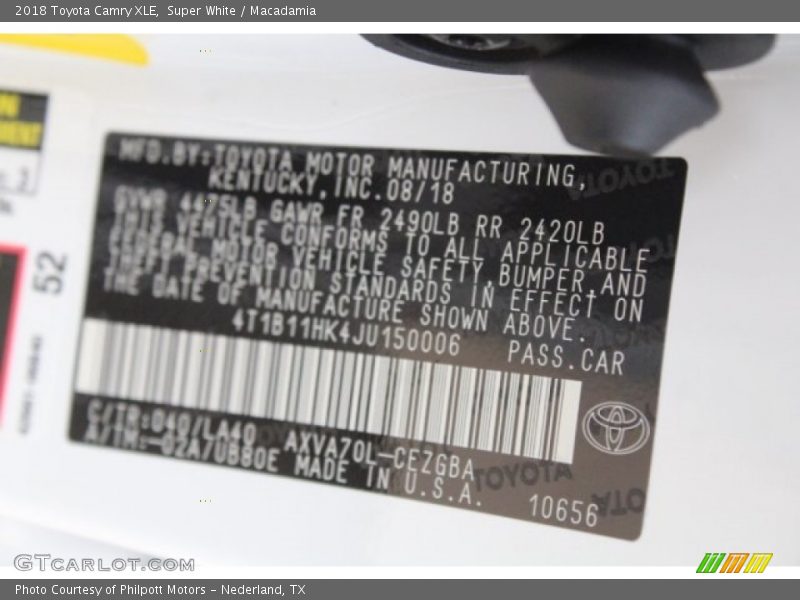 2018 Toyota Camry XLE,  Super White / Macadamia
MFD.BY:TOYOTA MOTOR MANUFACTURING,
KENTUCKY,INC.08/18
GVWR 4625LB GAWR FR 2490LB RR 2420LB
THIS VEHICLE CONFORMS TO ALL APPLICABLE
FEDERAL MOTOR VEHICLE SAFETY,BUMPER,AND
THEFT PREVENTION STANDARDS IN EFFECT ON
THE DATE OF MANUFACTURE SHOWN ABOVE.
4T1B11HK4JU150006
PASS.CAR
52
C/TR:040/LA40 AXVA70L-CEZGBA
A/TM:-02A/UB80E MADE IN U.S.A.
10656
TOYOTA
GTCARLOT.COM
Photo Courtesy of Philpott Motors - Nederland, TX